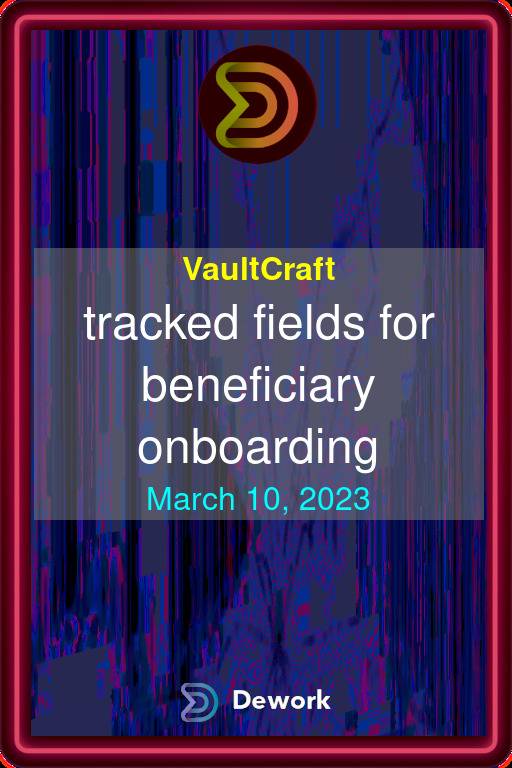 VaultCraft
tracked fields for
beneficiary
onboarding
March 10, 2023
Dework